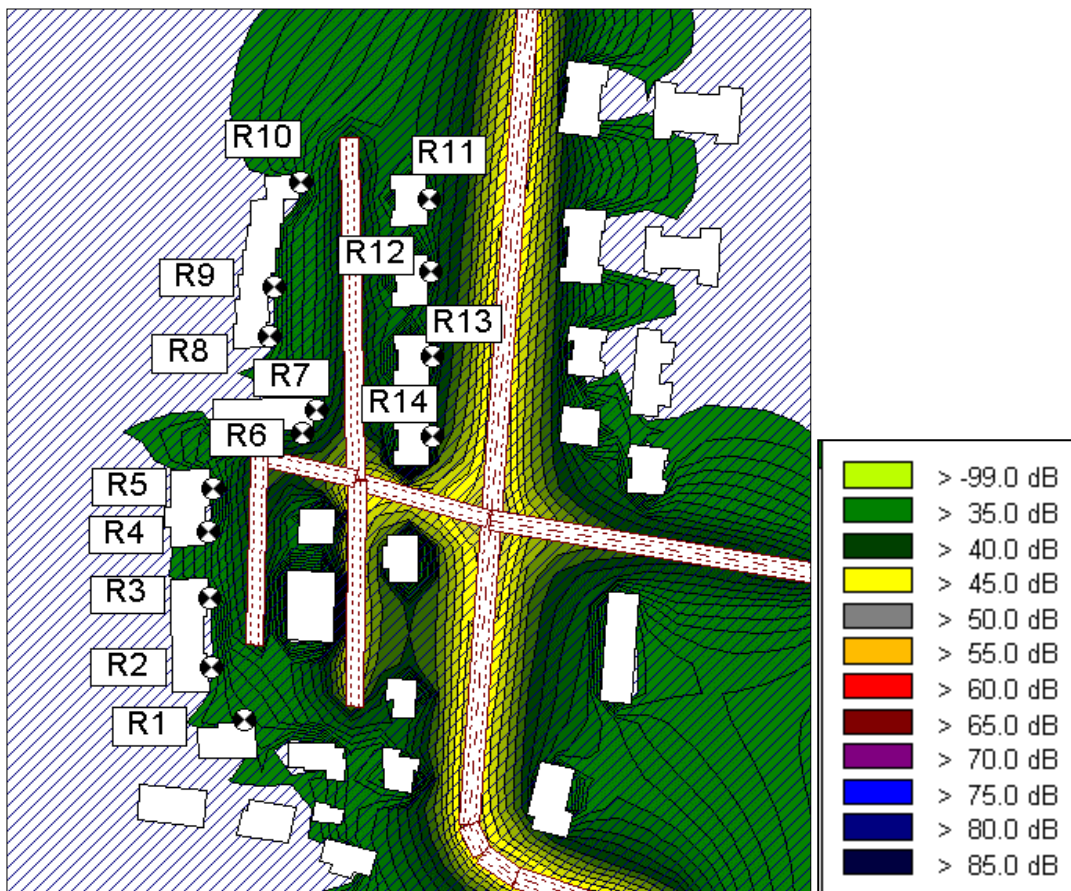 R10
R11
R12
R9
R13
R8
R7
R14
R6
R5
R4
R3
R2
R1
> -99.0 dB
> 35.0 dB
> 40.0 dB
> 45.0 dB
> 50.0 dB
> 55.0 dB
> 60.0 dB
> 65.0 dB
> 70.0 dB
> 75.0 dB
> 80.0 dB
> 85.0 dB